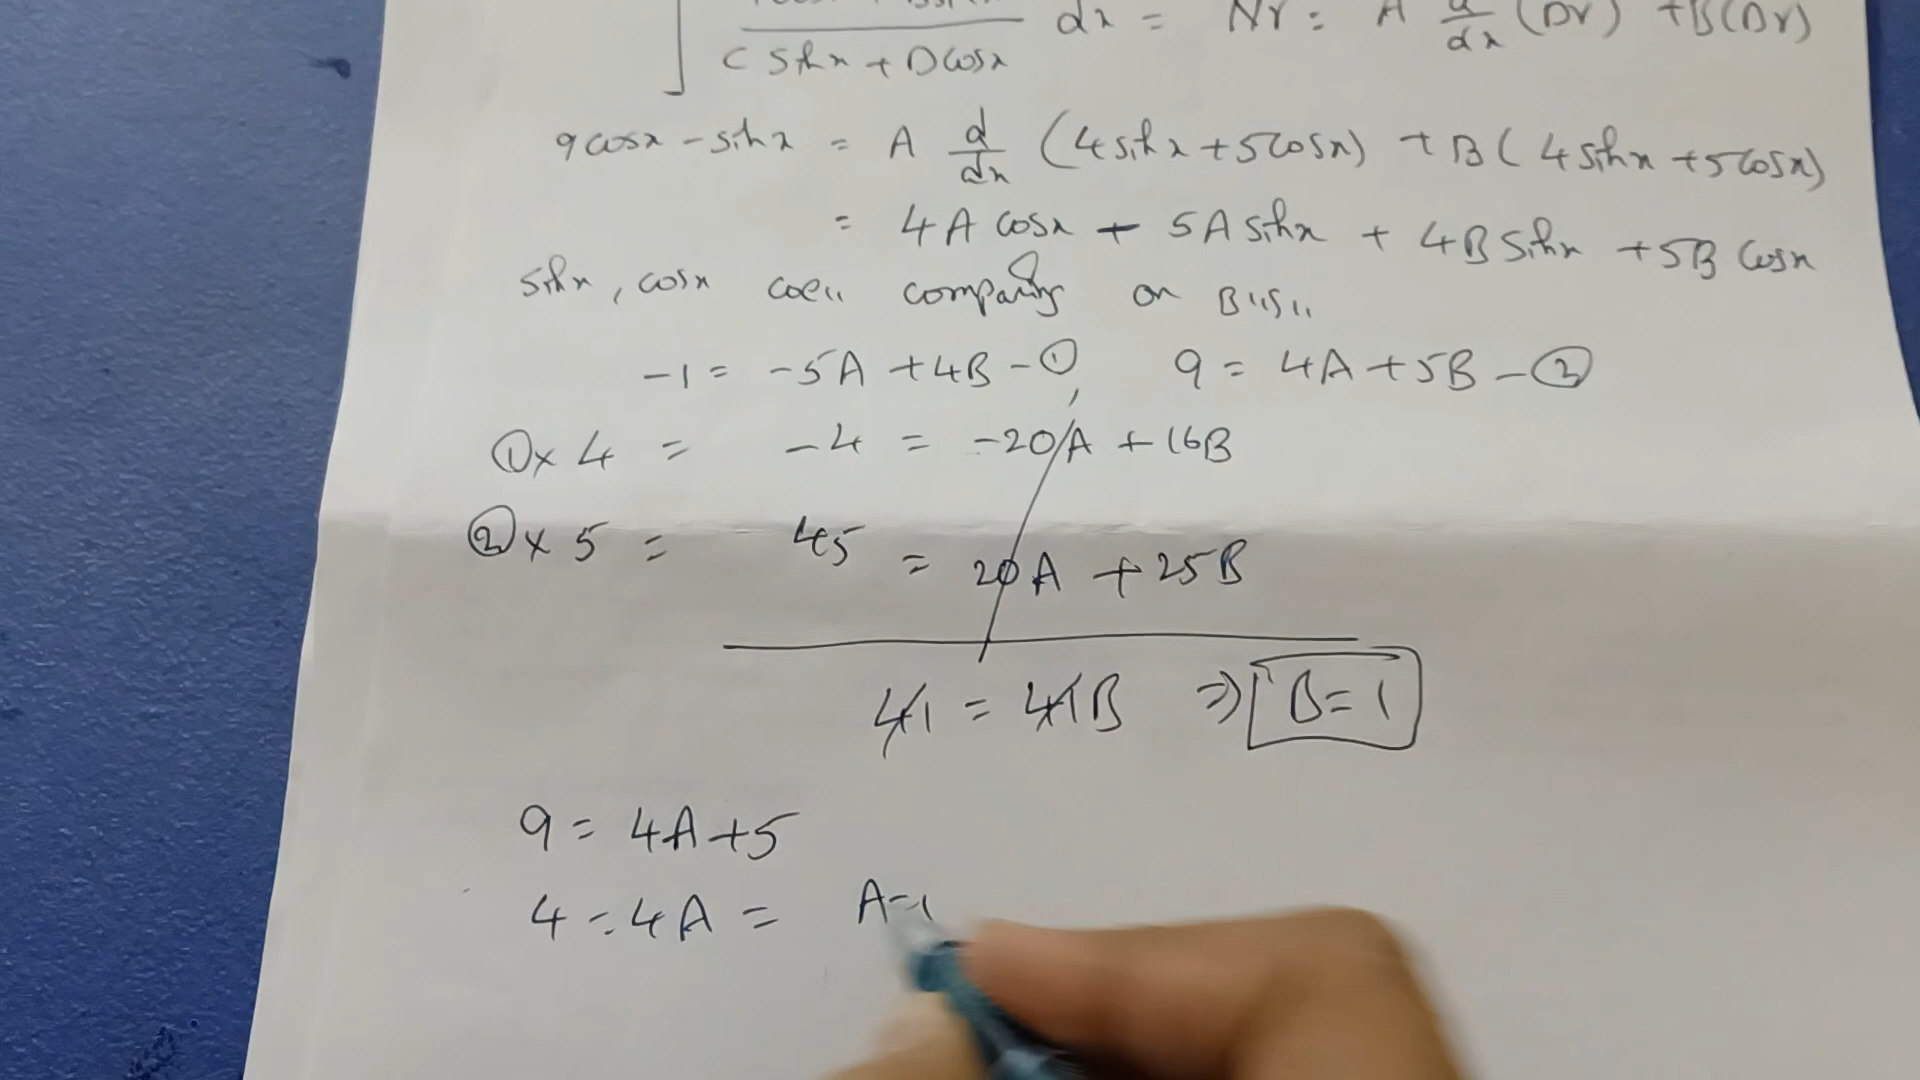 C sinx + D cosx dx = Nr = A d/dx (Dr) + B(Dr)
9cosx - sinx = A d/dx (4sinx+5cosx) + B(4sinx+5cosx)
= 4A cosx - 5A sinx + 4B sinx + 5B cosx
sinx, cosx coe11 comparing on B11S11
-1 = -5A + 4B - ①, 9 = 4A + 5B - ②
① x 4 = -4 = -20A + 16B
② x 5 = 45 = 20A + 25B
41 = 41B ⇒ B = 1
9 = 4A + 5
4 = 4A = A=1